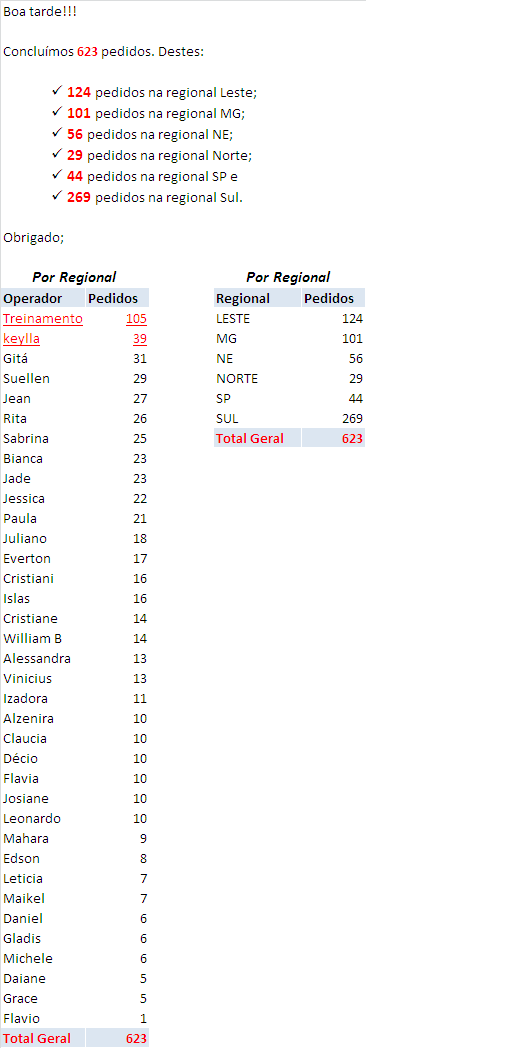 Boa tarde!!!
Concluímos 623 pedidos. Destes:
✓ 124 pedidos na regional Leste;
✓ 101 pedidos na regional MG;
✓ 56 pedidos na regional NE;
✓ 29 pedidos na regional Norte;
✓ 44 pedidos na regional SP e
✓ 269 pedidos na regional Sul.
Obrigado;
Por Regional
Operador Pedidos
Treinamento 105
keylla 39
Gitá 31
Suellen 29
Jean 27
Rita 26
Sabrina 25
Bianca 23
Jade 23
Jessica 22
Paula 21
Juliano 18
Everton 17
Cristiani 16
Islas 16
Cristiane 14
William B 14
Alessandra 13
Vinicius 13
Izadora 11
Alzenira 10
Claucia 10
Décio 10
Flavia 10
Josiane 10
Leonardo 10
Mahara 9
Edson 8
Leticia 7
Maikel 7
Daniel 6
Gladis 6
Michele 6
Daiane 5
Grace 5
Flavio 1
Total Geral 623
Por Regional
Regional Pedidos
LESTE 124
MG 101
NE 56
NORTE 29
SP 44
SUL 269
Total Geral 623